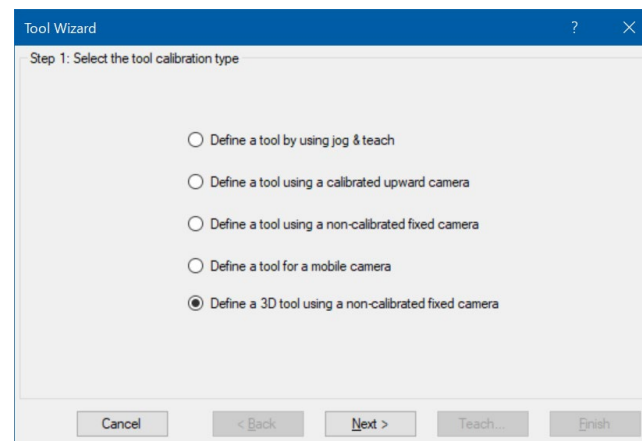 Tool Wizard ?
Step 1: Select the tool calibration type
Define a tool by using jog & teach
Define a tool using a calibrated upward camera
Define a tool using a non-calibrated fixed camera
Define a tool for a mobile camera
Define a 3D tool using a non-calibrated fixed camera
Cancel < Back Next > Teach... Finish